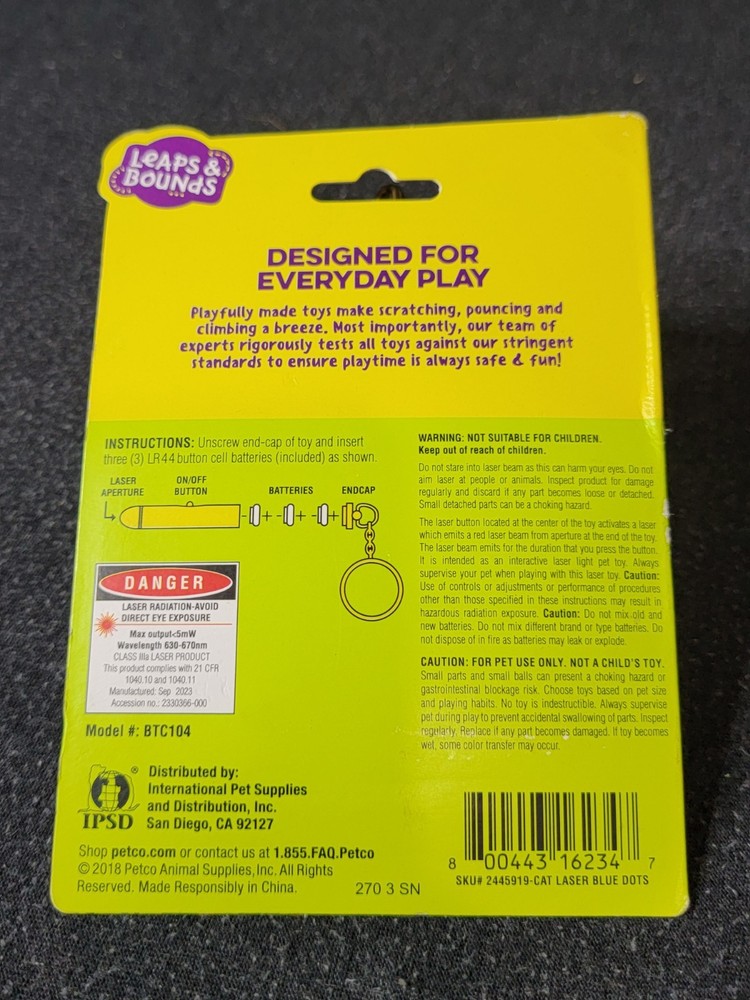 LEAPS &
BOUNDS
DESIGNED FOR
EVERYDAY PLAY
Playfully made toys make scratching, pouncing and
climbing a breeze. Most importantly, our team of
experts rigorously tests all toys against our stringent
standards to ensure playtime is always safe & fun!
INSTRUCTIONS: Unscrew end-cap of toy and insert
three (3) LR44 button cell batteries (included) as shown.
LASER
APERTURE
ON/OFF
BUTTON
BATTERIES
ENDCAP
- + - + - + -
DANGER
LASER RADIATION-AVOID
DIRECT EYE EXPOSURE
Max output<5mW
Wavelength 630-670nm
CLASS IIIa LASER PRODUCT
This product complies with 21 CFR
1040.10 and 1040.11
Manufactured: Sep 2023
Accession no.: 2330366-000
Model #: BTC104
IPSD
®
Distributed by:
International Pet Supplies
and Distribution, Inc.
San Diego, CA 92127
Shop petco.com or contact us at 1.855.FAQ.Petco
© 2018 Petco Animal Supplies, Inc. All Rights
Reserved. Made Responsibly in China.
270 3 SN
WARNING: NOT SUITABLE FOR CHILDREN.
Keep out of reach of children.
Do not stare into laser beam as this can harm your eyes. Do not
aim laser at people or animals. Inspect product for damage
regularly and discard if any part becomes loose or detached.
Small detached parts can be a choking hazard.
The laser button located at the center of the toy activates a laser
which emits a red laser beam from aperture at the end of the toy.
The laser beam emits for the duration that you press the button.
It is intended as an interactive laser light pet toy. Always
supervise your pet when playing with this laser toy. Caution:
Use of controls or adjustments or performance of procedures
other than those specified in these instructions may result in
hazardous radiation exposure. Caution: Do not mix old and
new batteries. Do not mix different brand or type batteries. Do
not dispose of in fire as batteries may leak or explode.
CAUTION: FOR PET USE ONLY. NOT A CHILD'S TOY.
Small parts and small balls can present a choking hazard or
gastrointestinal blockage risk. Choose toys based on pet size
and playing habits. No toy is indestructible. Always supervise
pet during play to prevent accidental swallowing of parts. Inspect
regularly. Replace if any part becomes damaged. If toy becomes
wet, some color transfer may occur.
8 00443 16234 7
SKU# 2445919-CAT LASER BLUE DOTS